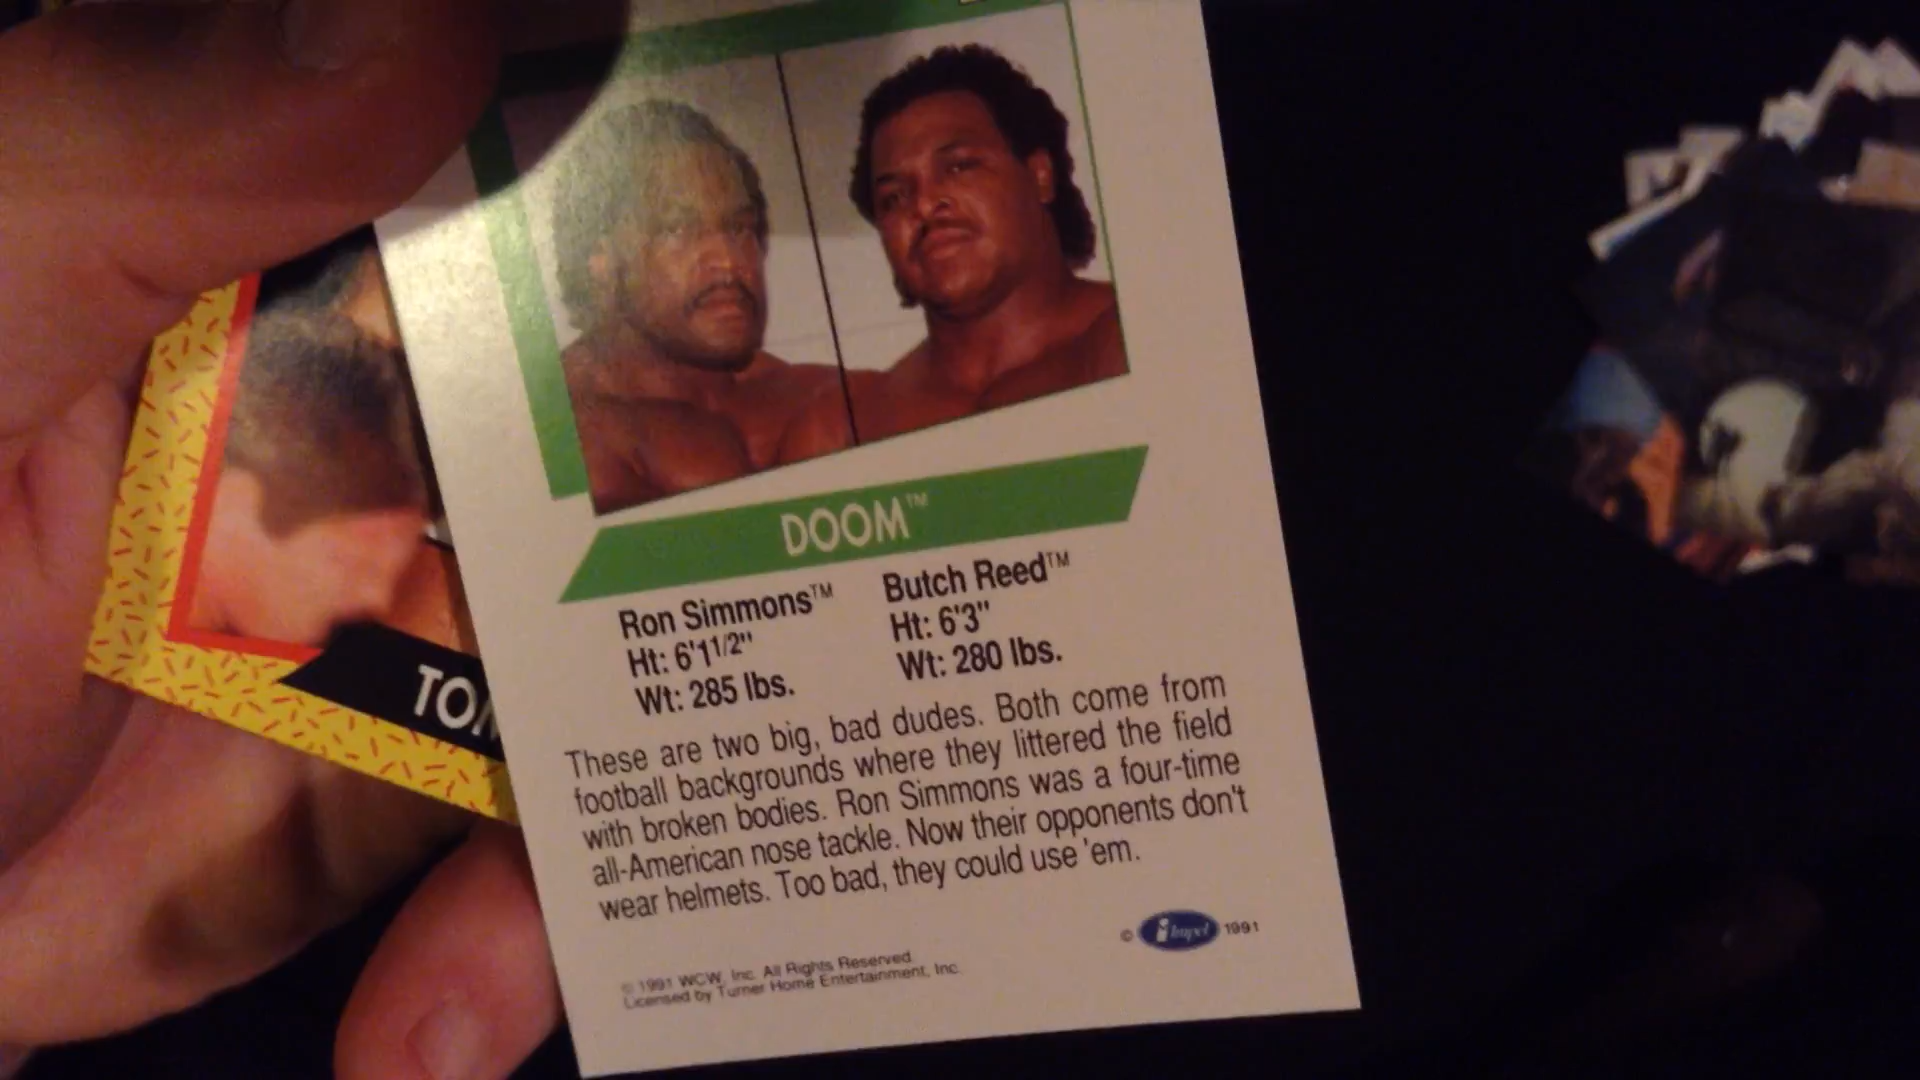 DOOM™
Ron Simmons™
Ht: 6'1 1/2"
Wt: 285 lbs.
Butch Reed™
Ht: 6'3"
Wt: 280 lbs.
These are two big, bad dudes. Both come from
football backgrounds where they littered the field
with broken bodies. Ron Simmons was a four-time
all-American nose tackle. Now their opponents don't
wear helmets. Too bad, they could use 'em.
© impel 1991
© 1991 WCW, Inc. All Rights Reserved.
Licensed by Turner Home Entertainment, Inc.